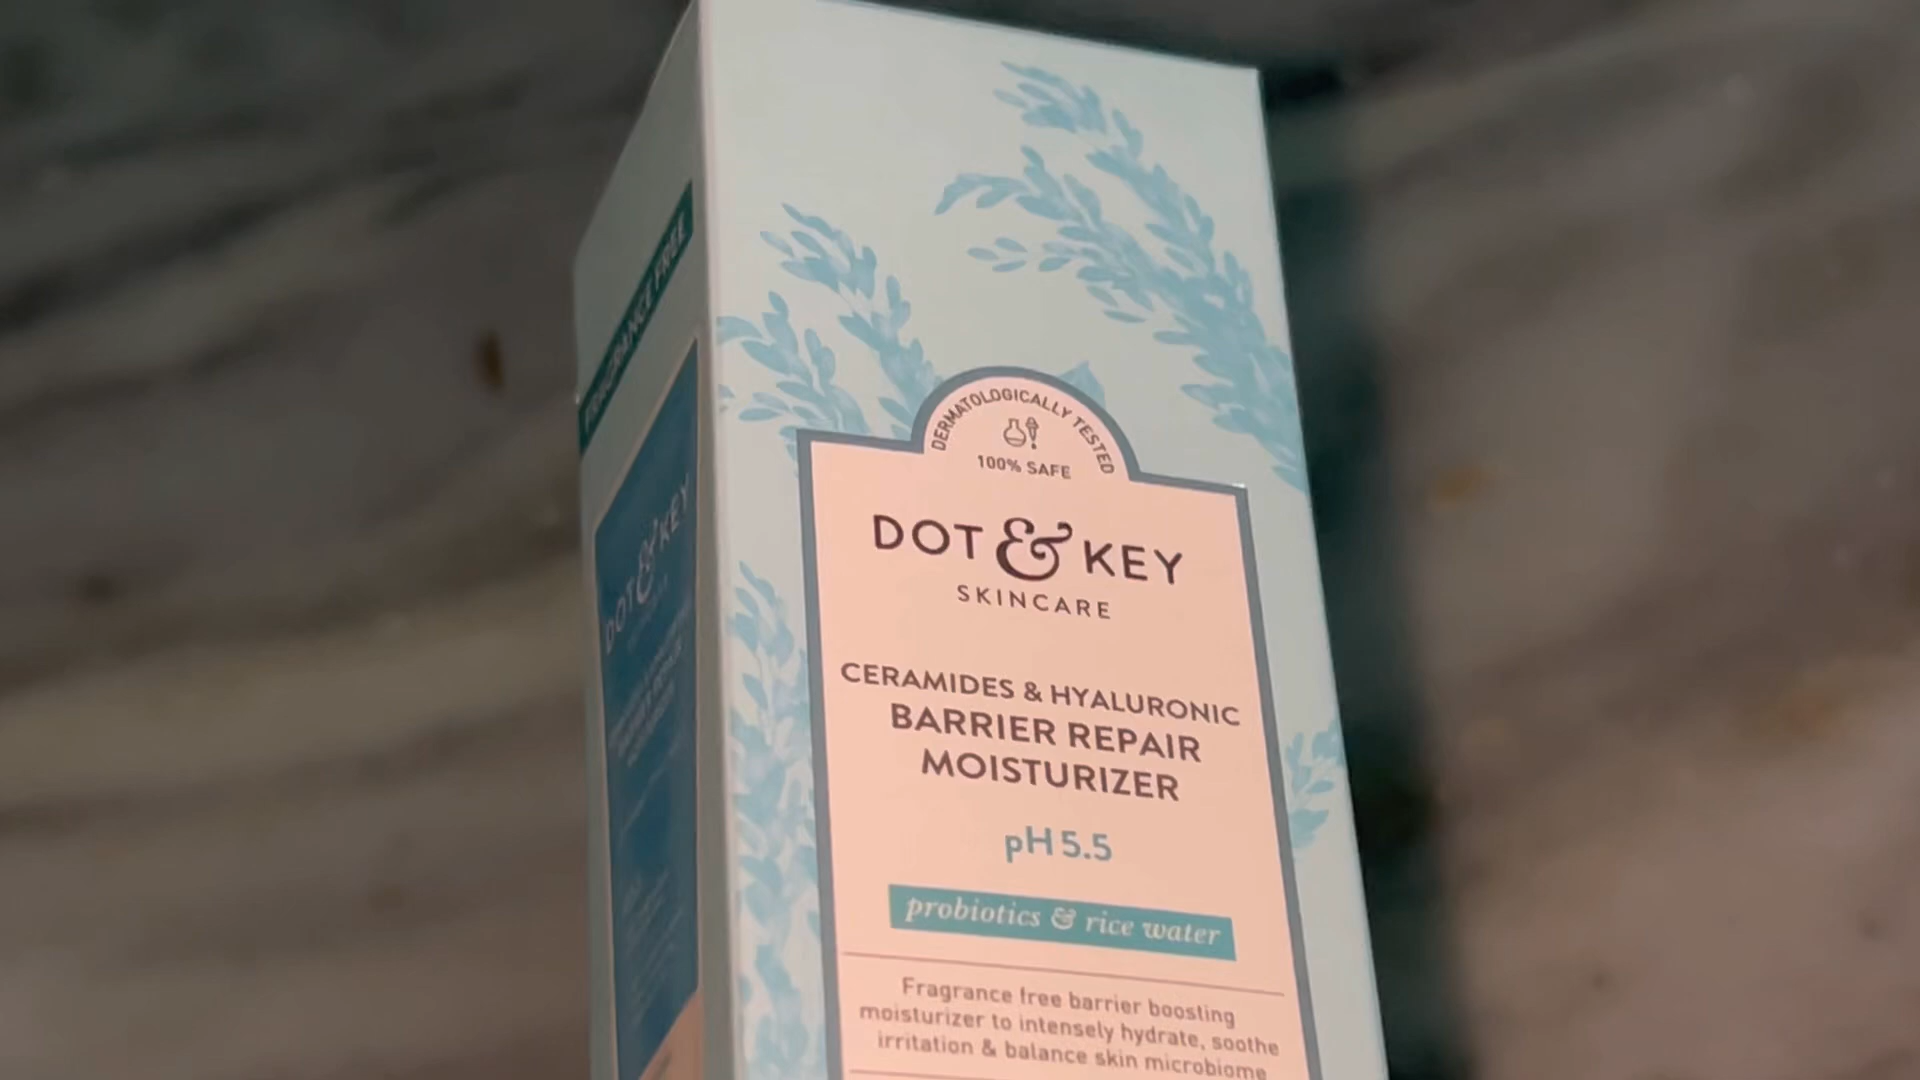 FRAGRANCE FREE
DOT & KEY
DERMATOLOGICALLY TESTED
100% SAFE
DOT & KEY
SKINCARE
CERAMIDES & HYALURONIC
BARRIER REPAIR
MOISTURIZER
pH 5.5
probiotics & rice water
Fragrance free barrier boosting
moisturizer to intensely hydrate, soothe
irritation & balance skin microbiome